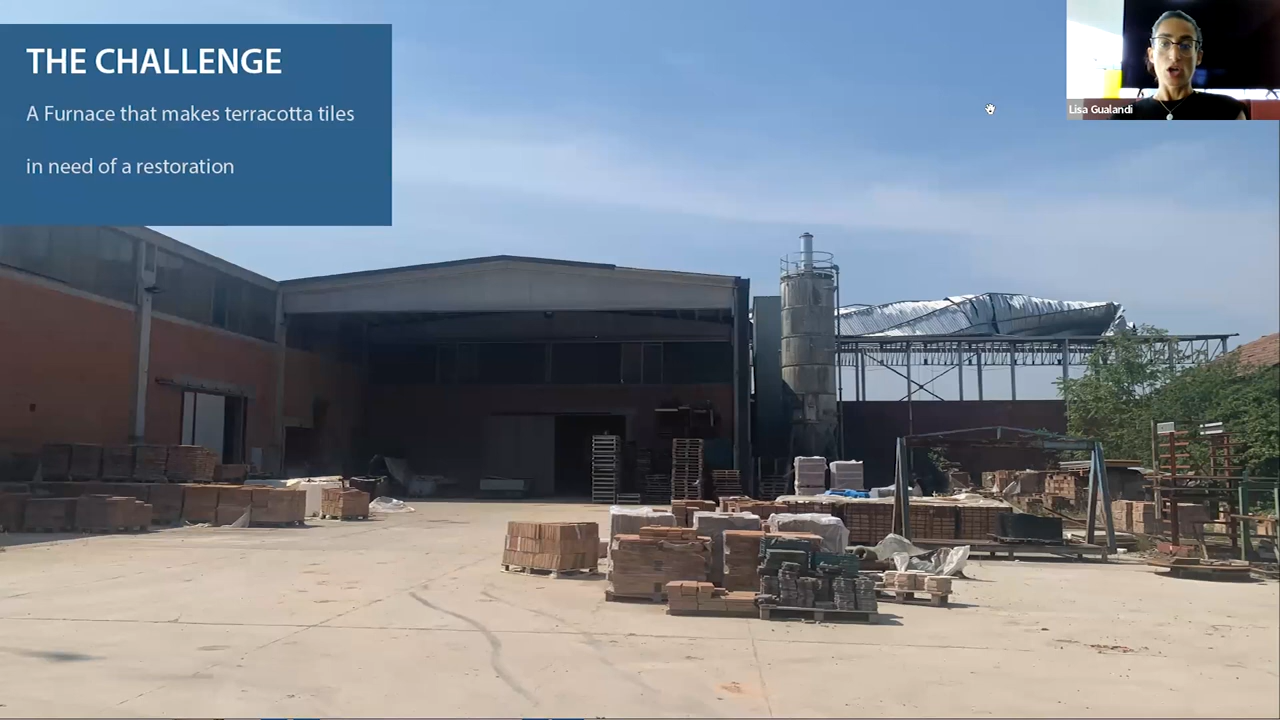 THE CHALLENGE
A Furnace that makes terracotta tiles
in need of a restoration
Lisa Gualandi